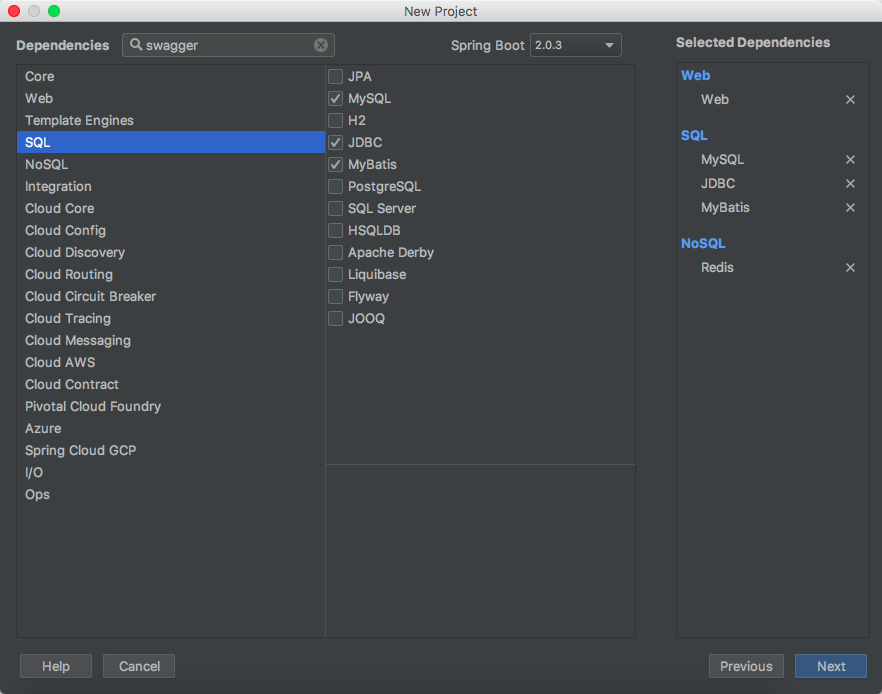 New Project
Dependencies
swagger
Spring Boot
2.0.3
Core
Web
Template Engines
SQL
NoSQL
Integration
Cloud Core
Cloud Config
Cloud Discovery
Cloud Routing
Cloud Circuit Breaker
Cloud Tracing
Cloud Messaging
Cloud AWS
Cloud Contract
Pivotal Cloud Foundry
Azure
Spring Cloud GCP
I/O
Ops
JPA
MySQL
H2
JDBC
MyBatis
PostgreSQL
SQL Server
HSQLDB
Apache Derby
Liquibase
Flyway
JOOQ
Selected Dependencies
Web
Web
SQL
MySQL
JDBC
MyBatis
NoSQL
Redis
Help
Cancel
Previous
Next